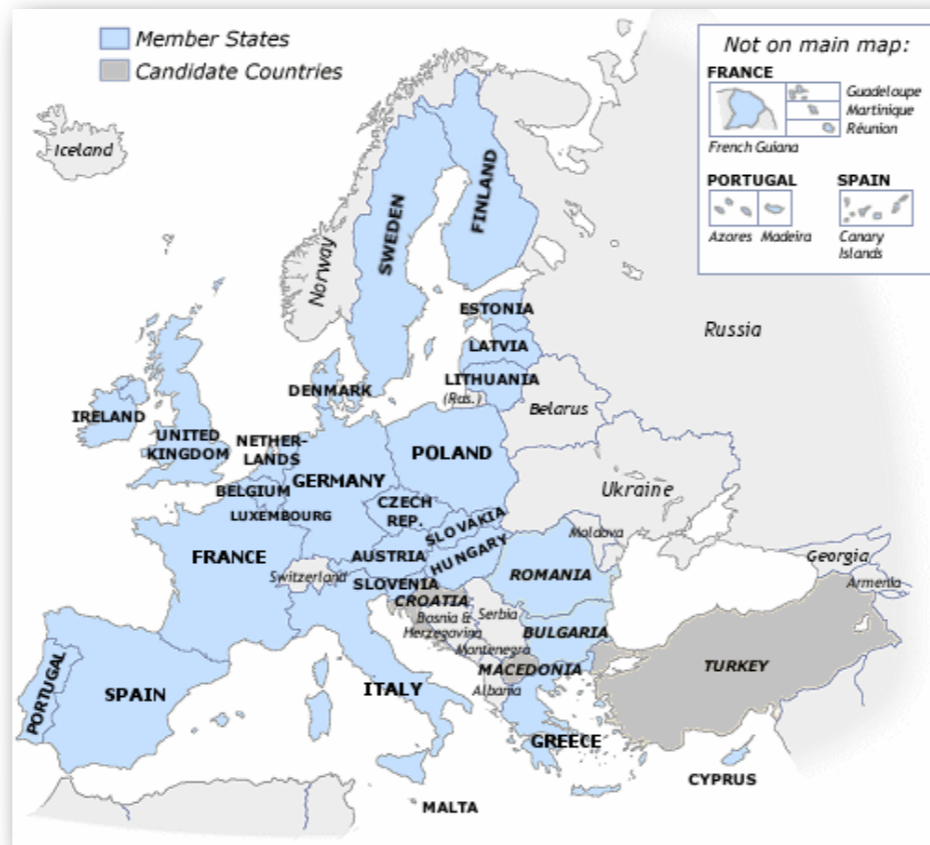 Member States
Candidate Countries
Not on main map:
FRANCE
Guadeloupe
Martinique
Réunion
French Guiana
PORTUGAL
SPAIN
Azores
Madeira
Canary
Islands
Iceland
Norway
SWEDEN
FINLAND
Russia
ESTONIA
LATVIA
LITHUANIA
(Rus.)
DENMARK
Belarus
IRELAND
UNITED
KINGDOM
NETHER-
LANDS
BELGIUM
LUXEMBOURG
GERMANY
POLAND
CZECH
REP.
SLOVAKIA
Ukraine
Moldova
FRANCE
Switzerland
AUSTRIA
HUNGARY
SLOVENIA
ROMANIA
Georgia
Armenia
CROATIA
Bosnia &
Herzegovina
Serbia
Montenegro
BULGARIA
MACEDONIA
Albania
TURKEY
PORTUGAL
SPAIN
ITALY
GREECE
CYPRUS
MALTA